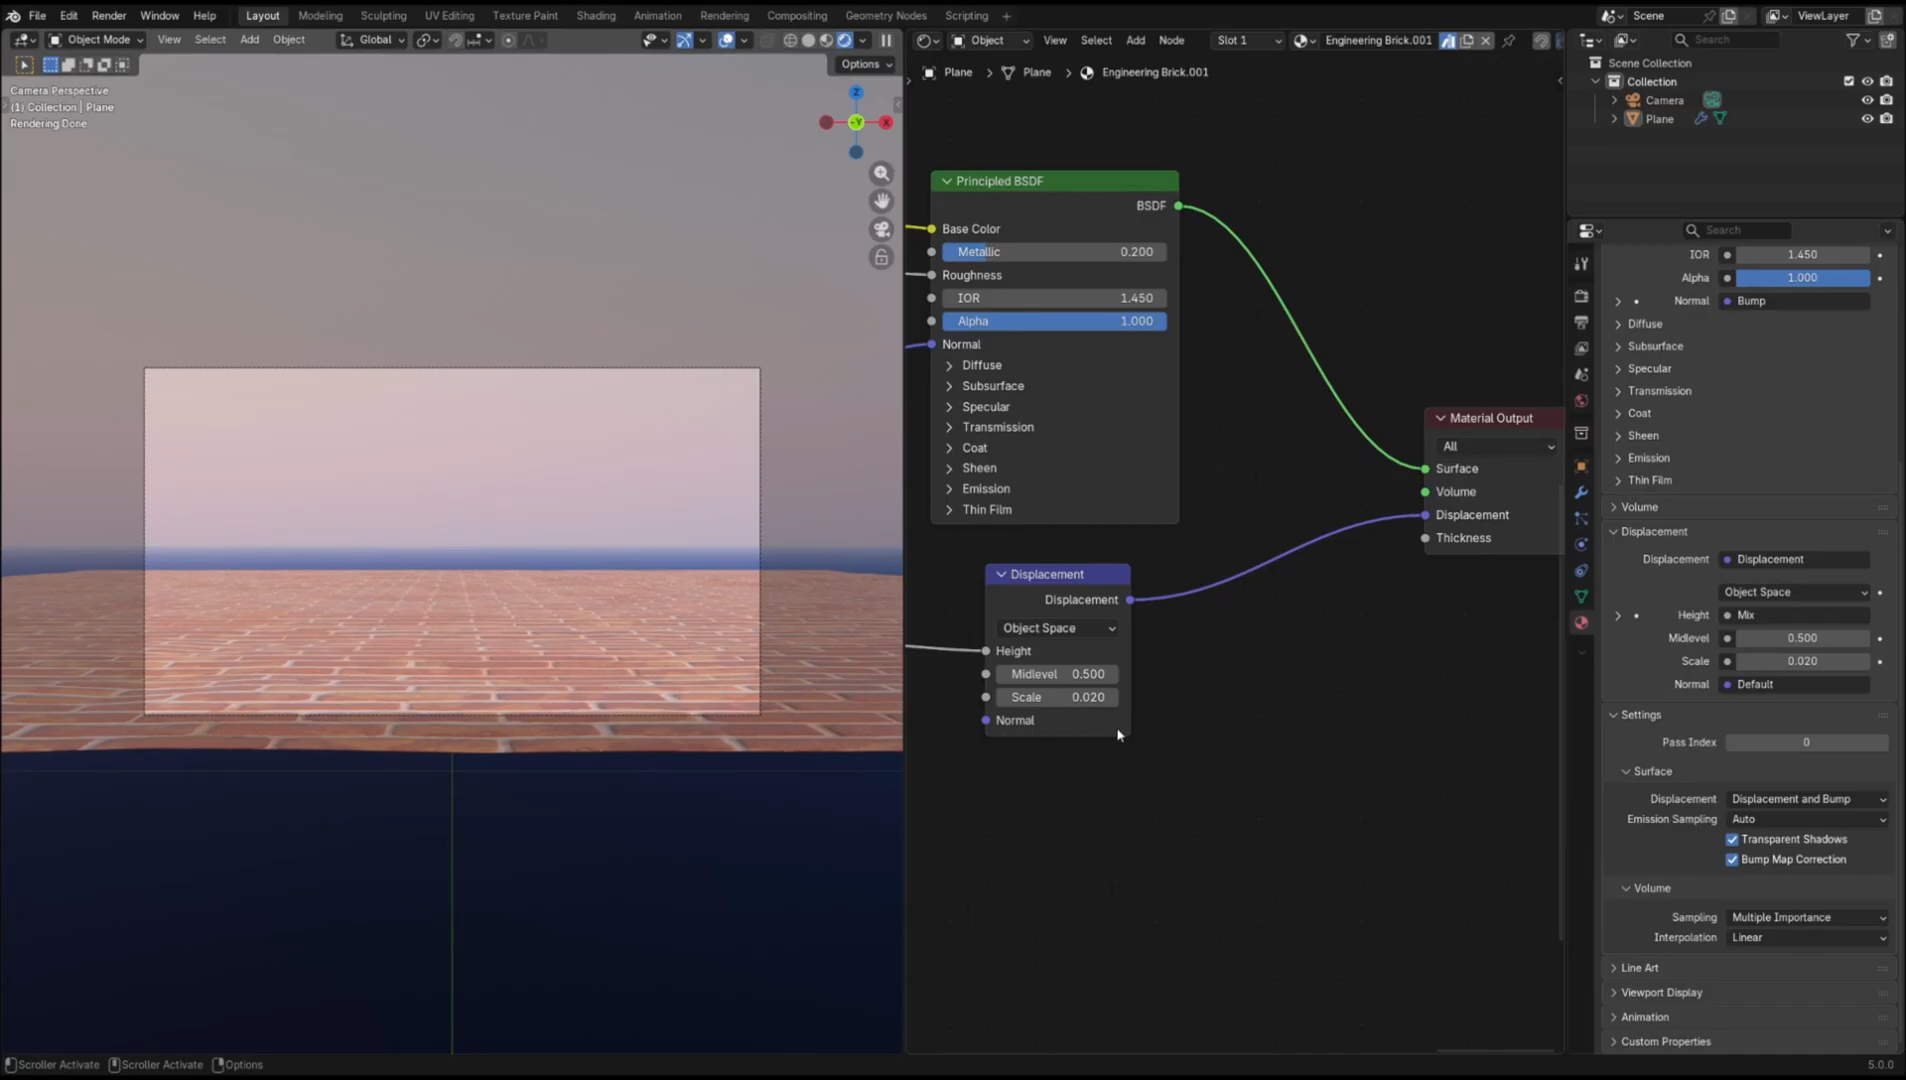 File Edit Render Window Help Layout Modeling Sculpting UV Editing Texture Paint Shading Animation Rendering Compositing Geometry Nodes Scripting + Scene ViewLayer
Object Mode View Select Add Object Global Object View Select Add Node Slot 1 Engineering Brick.001 Search
Options
Camera Perspective
(1) Collection | Plane
Rendering Done
Z
-Y
X
Plane > Plane > Engineering Brick.001
Principled BSDF
BSDF
Base Color
Metallic 0.200
Roughness
IOR 1.450
Alpha 1.000
Normal
Diffuse
Subsurface
Specular
Transmission
Coat
Sheen
Emission
Thin Film
Material Output
All
Surface
Volume
Displacement
Thickness
Displacement
Displacement
Object Space
Height
Midlevel 0.500
Scale 0.020
Normal
Scene Collection
Collection
Camera
Plane
Search
IOR 1.450
Alpha 1.000
Normal Bump
Diffuse
Subsurface
Specular
Transmission
Coat
Sheen
Emission
Thin Film
Volume
Displacement
Displacement Displacement
Object Space
Height Mix
Midlevel 0.500
Scale 0.020
Normal Default
Settings
Pass Index 0
Surface
Displacement Displacement and Bump
Emission Sampling Auto
Transparent Shadows
Bump Map Correction
Volume
Sampling Multiple Importance
Interpolation Linear
Line Art
Viewport Display
Animation
Custom Properties
Scroller Activate Scroller Activate Options 5.0.0